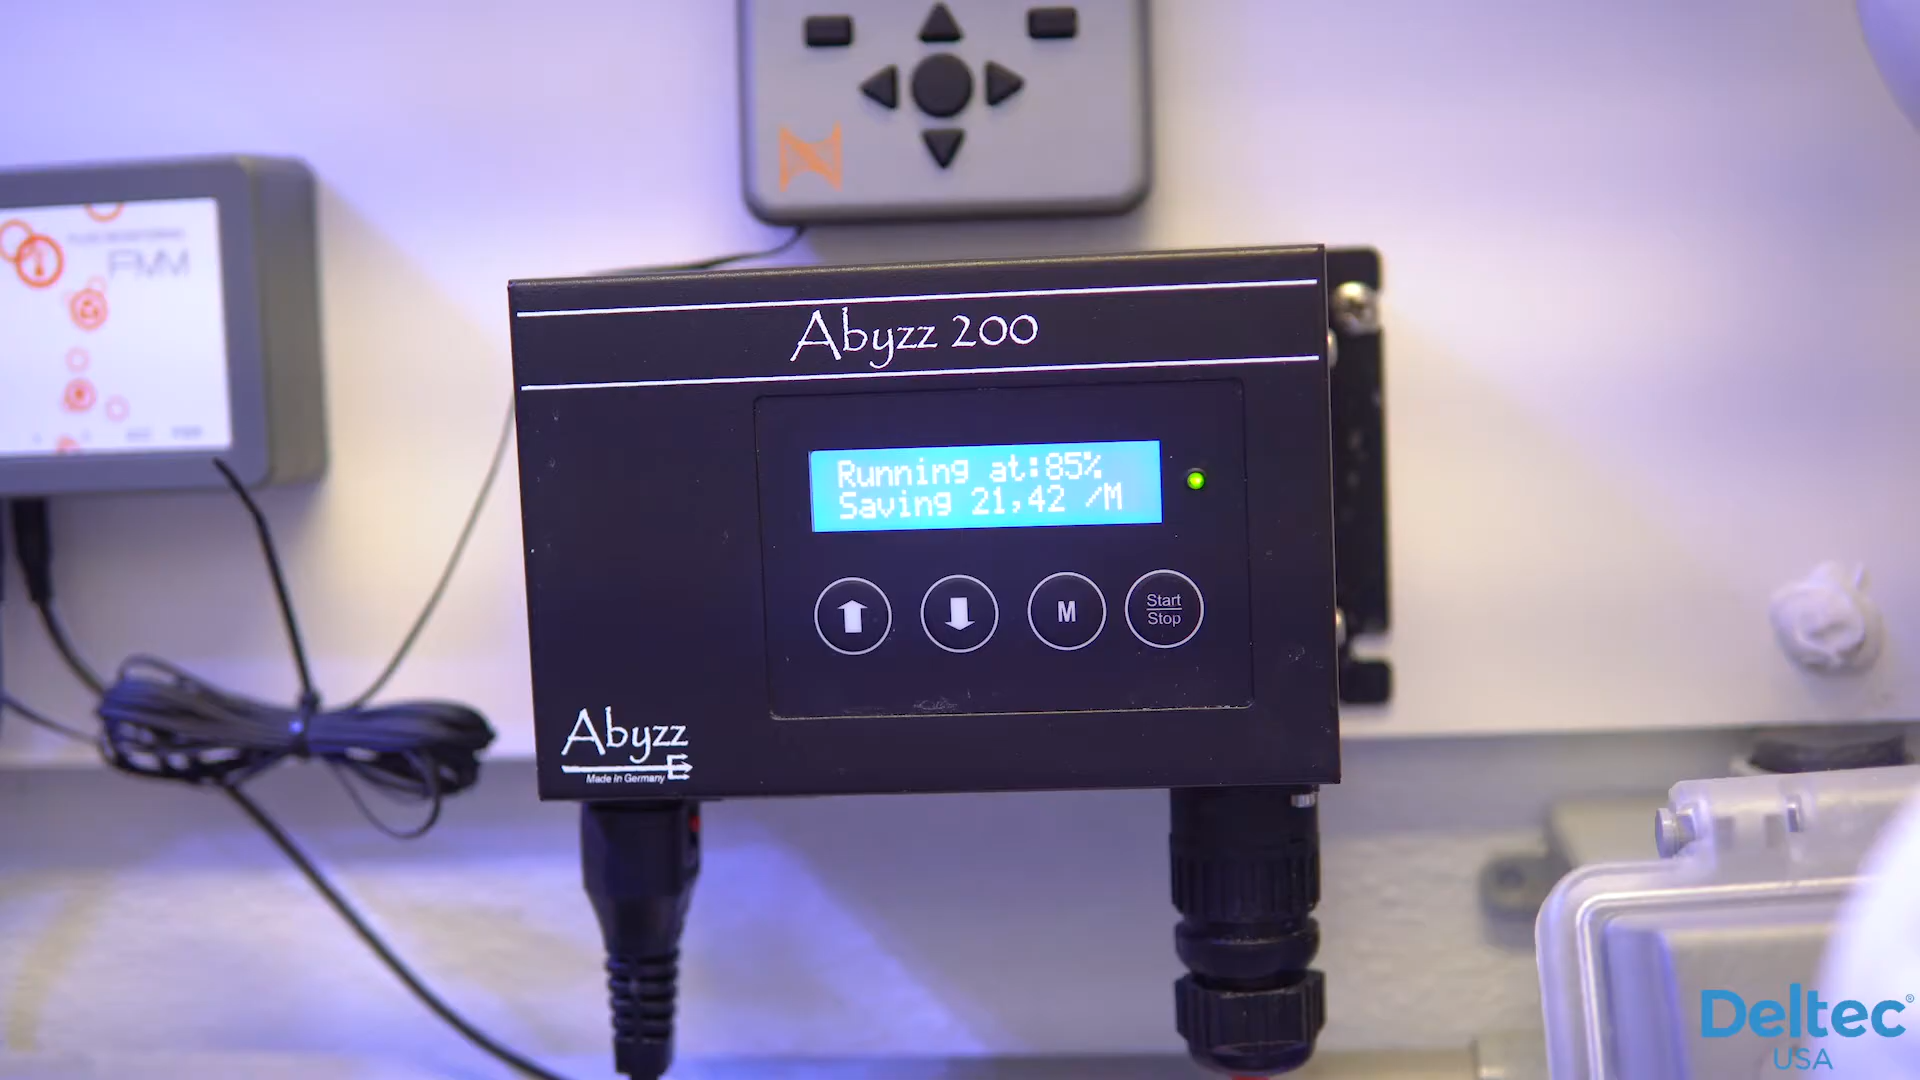 FMM
Abyzz 200
Running at:85%
Saving 21,42 /M
M
Start
Stop
Abyzz
Made In Germany
Deltec®
USA